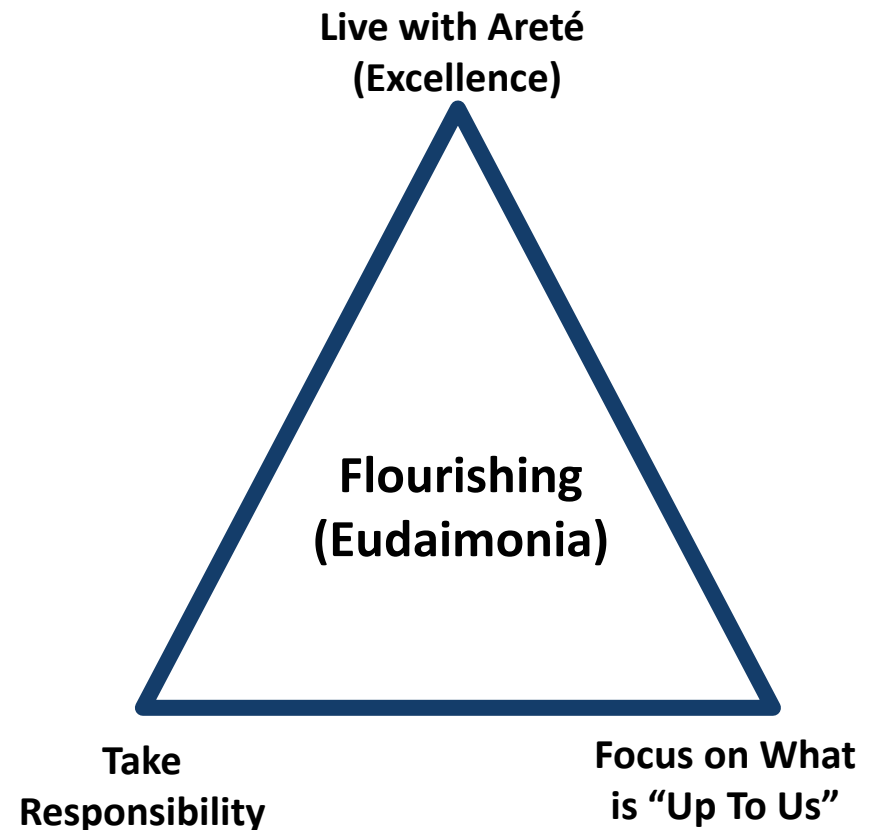 Live with Areté
(Excellence)
Flourishing
(Eudaimonia)
Take
Responsibility
Focus on What
is “Up To Us”